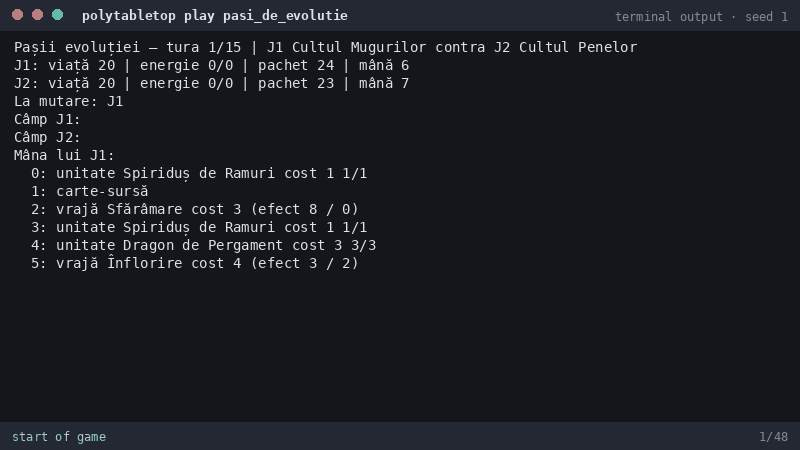 polytabletop play pasi_de_evolutie
terminal output · seed 1
Pașii evoluției — tura 1/15 | J1 Cultul Mugurilor contra J2 Cultul Penelor
J1: viață 20 | energie 0/0 | pachet 24 | mână 6
J2: viață 20 | energie 0/0 | pachet 23 | mână 7
La mutare: J1
Câmp J1:
Câmp J2:
Mâna lui J1:
0: unitate Spiriduș de Ramuri cost 1 1/1
1: carte-sursă
2: vrajă Sfărâmare cost 3 (efect 8 / 0)
3: unitate Spiriduș de Ramuri cost 1 1/1
4: unitate Dragon de Pergament cost 3 3/3
5: vrajă Înflorire cost 4 (efect 3 / 2)
start of game
1/48